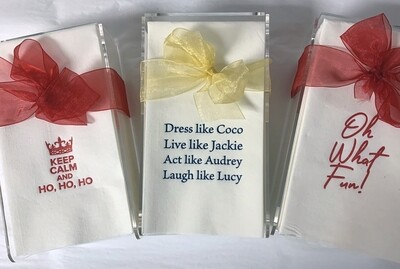 KEEP
CALM
AND
HO, HO, HO
Dress like Coco
Live like Jackie
Act like Audrey
Laugh like Lucy
Oh
What
Fun!